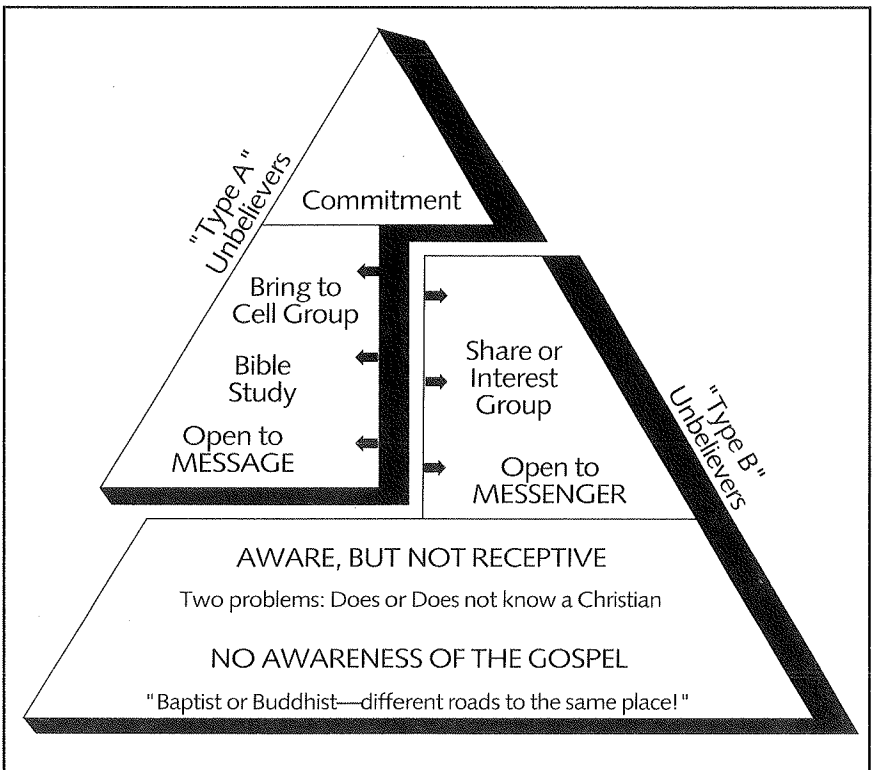 "Type A"
Unbelievers
Commitment
Bring to
Cell Group
Bible
Study
Open to
MESSAGE
Share or
Interest
Group
Open to
MESSENGER
"Type B"
Unbelievers
AWARE, BUT NOT RECEPTIVE
Two problems: Does or Does not know a Christian
NO AWARENESS OF THE GOSPEL
"Baptist or Buddhist—different roads to the same place!"